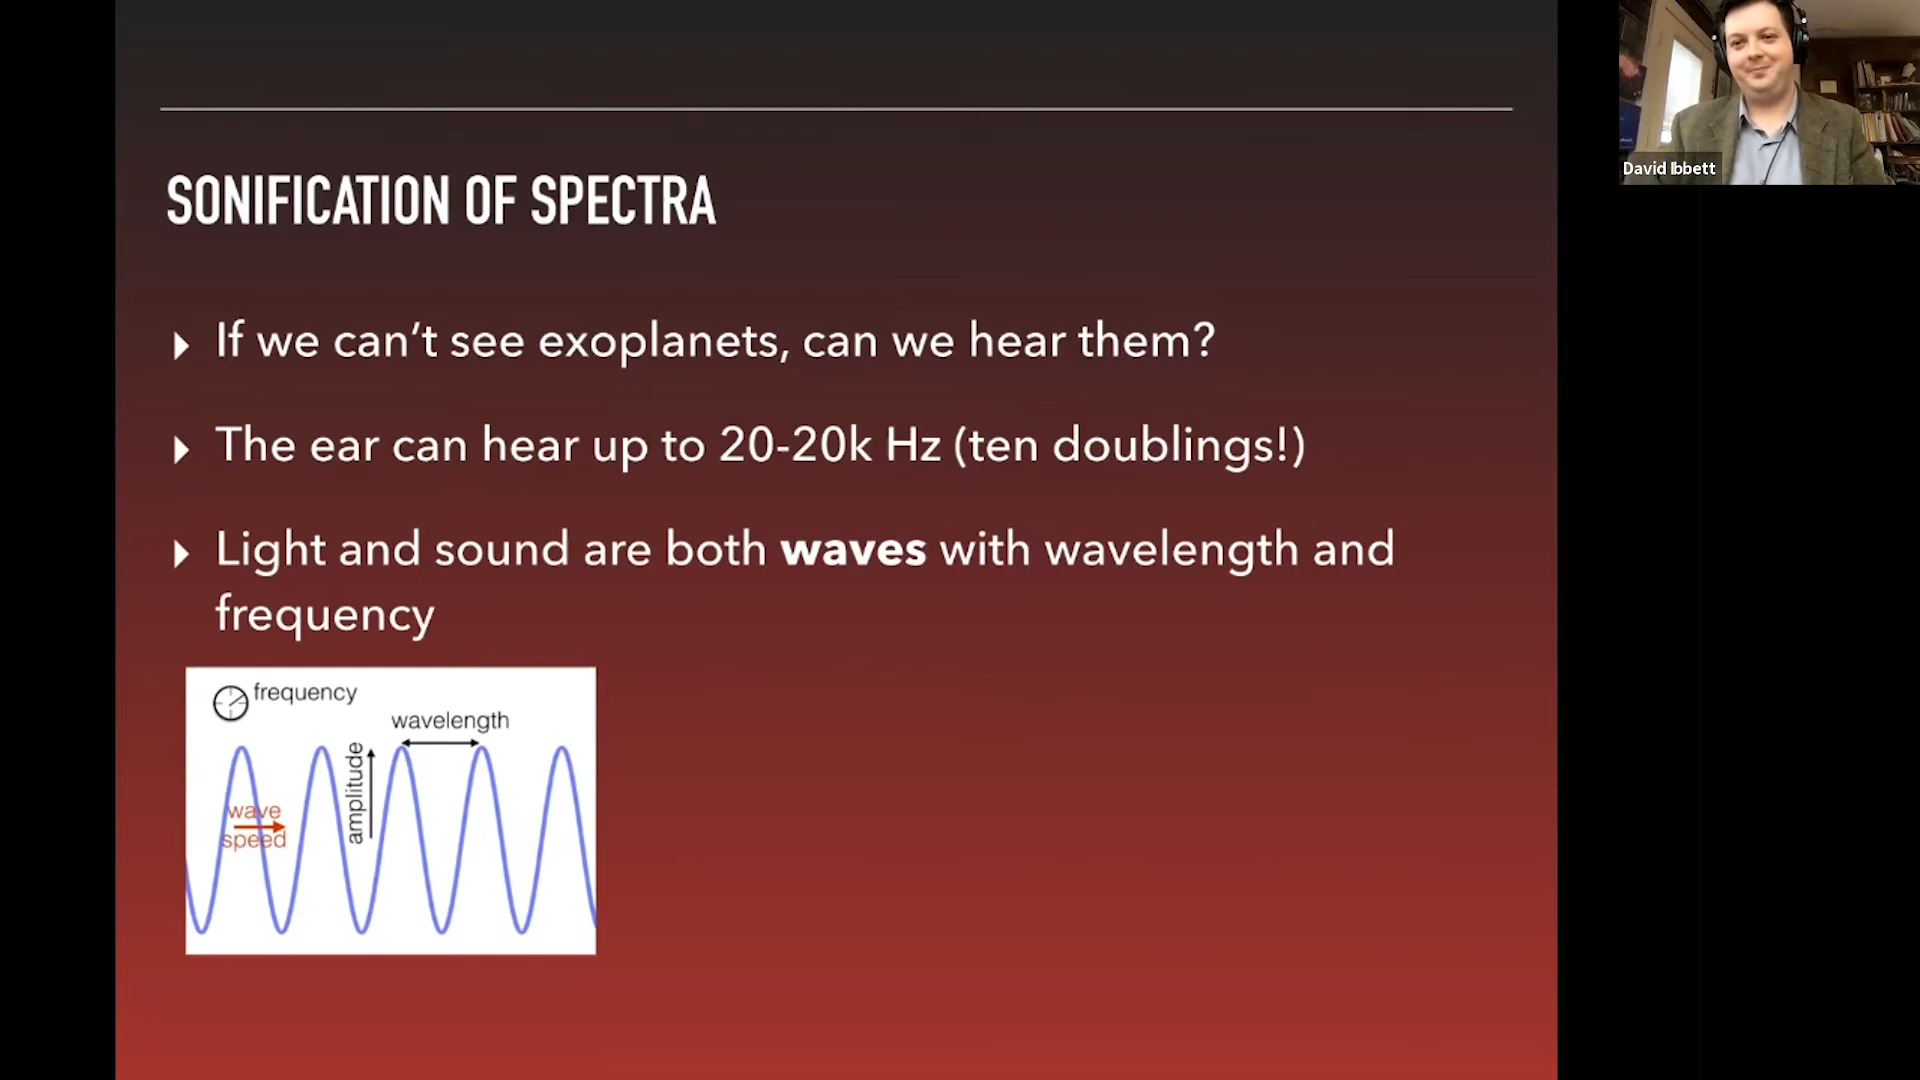 SONIFICATION OF SPECTRA
If we can’t see exoplanets, can we hear them?
The ear can hear up to 20-20k Hz (ten doublings!)
Light and sound are both waves with wavelength and
frequency
frequency
wavelength
amplitude
wave
speed
David Ibbett